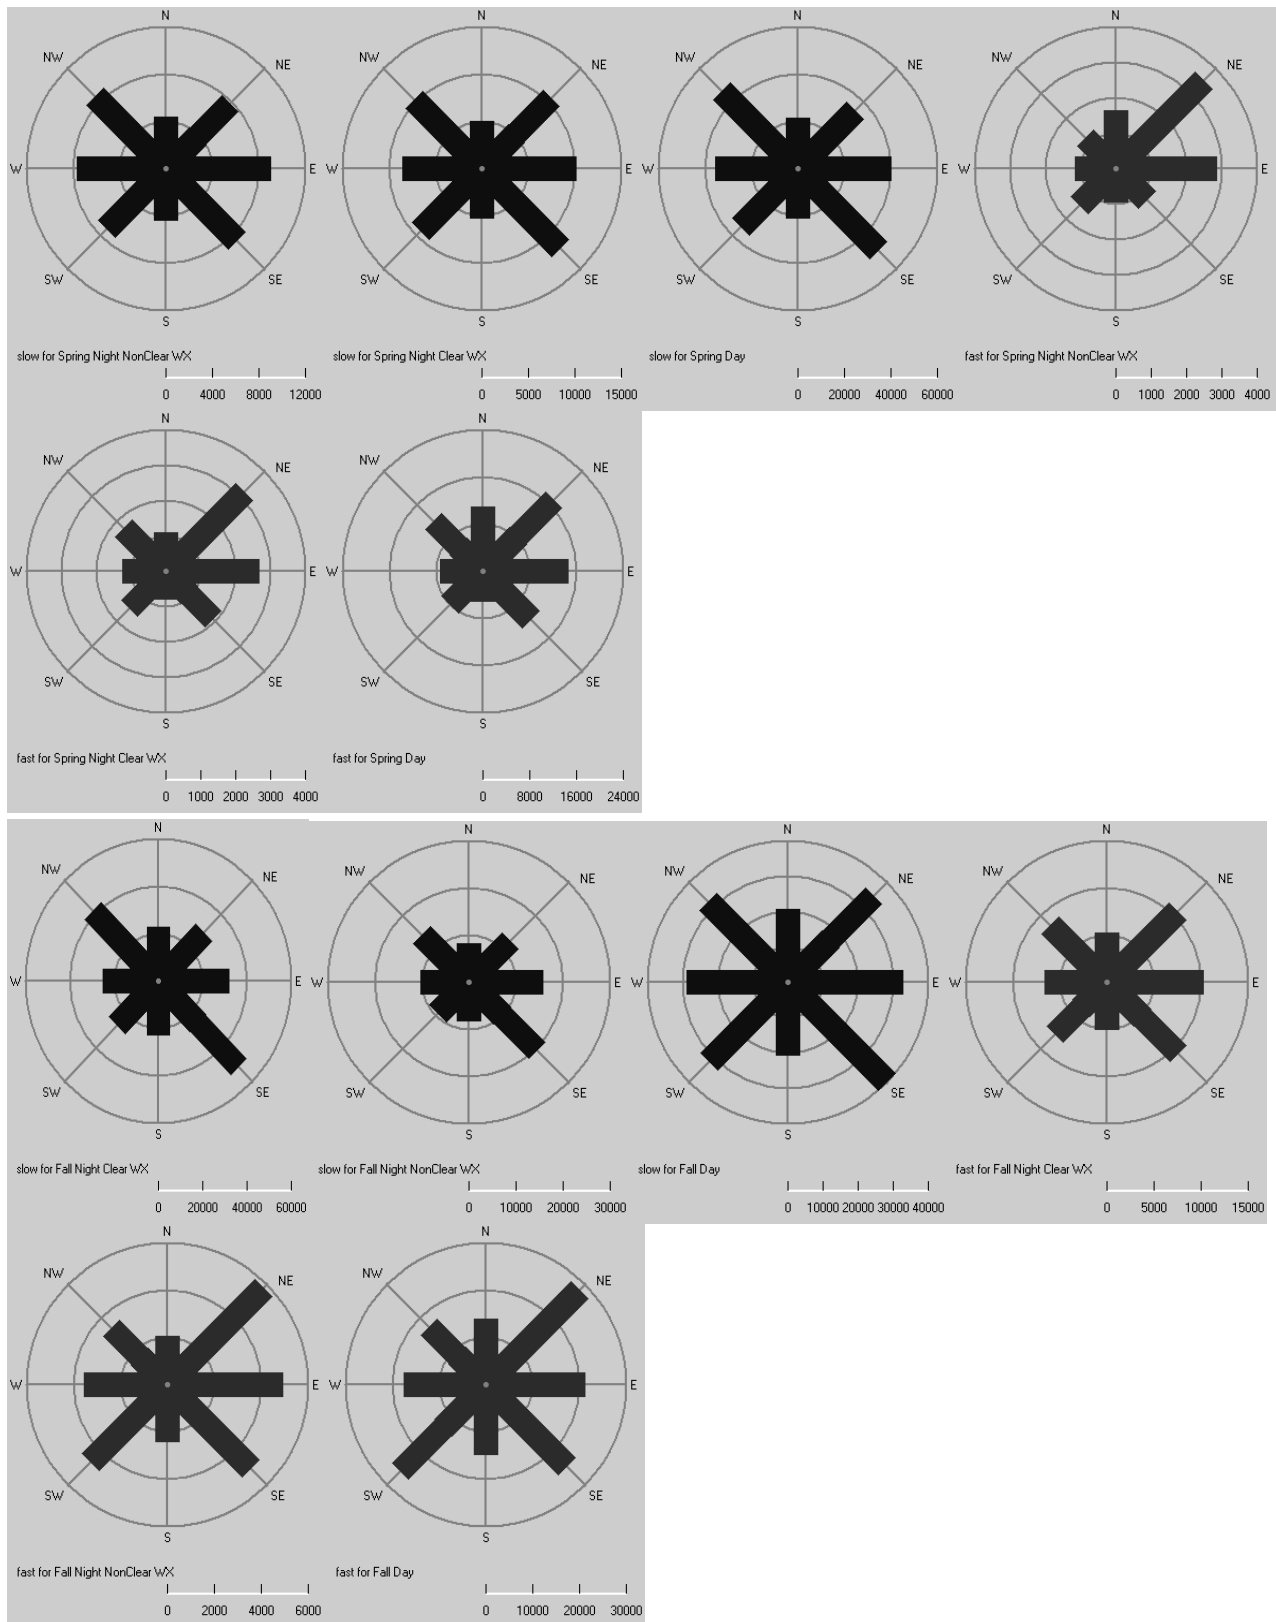 N N N N
NW NE NW NE NW NE NW NE
W E W E W E W E
SW SE SW SE SW SE SW SE
S S S S
slow for Spring Night NonClear WX slow for Spring Night Clear WX slow for Spring Day fast for Spring Night NonClear WX
0 4000 8000 12000 0 5000 10000 15000 0 20000 40000 60000 0 1000 2000 3000 4000
N N
NW NE NW NE
W E W E
SW SE SW SE
S S
fast for Spring Night Clear WX fast for Spring Day
0 1000 2000 3000 4000 0 8000 16000 24000
N N N N
NW NE NW NE NW NE NW NE
W E W E W E W E
SW SE SW SE SW SE SW SE
S S S S
slow for Fall Night Clear WX slow for Fall Night NonClear WX slow for Fall Day fast for Fall Night Clear WX
0 20000 40000 60000 0 10000 20000 30000 0 10000 20000 30000 40000 0 5000 10000 15000
N N
NW NE NW NE
W E W E
SW SE SW SE
S S
fast for Fall Night NonClear WX fast for Fall Day
0 2000 4000 6000 0 10000 20000 30000